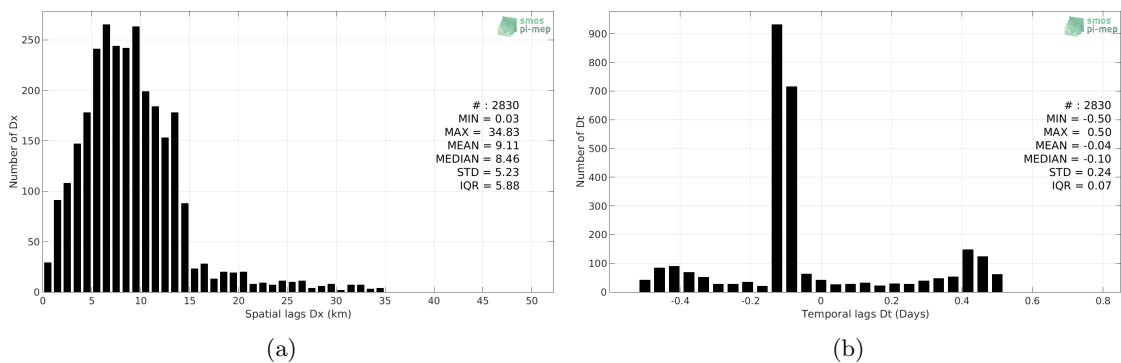 smos
pi-mep
250
200
150
100
50
0
Number of Dx
# : 2830
MIN = 0.03
MAX = 34.83
MEAN = 9.11
MEDIAN = 8.46
STD = 5.23
IQR = 5.88
0 5 10 15 20 25 30 35 40 45 50
Spatial lags Dx (km)
(a)
smos
pi-mep
900
800
700
600
500
400
300
200
100
0
Number of Dt
# : 2830
MIN = -0.50
MAX = 0.50
MEAN = -0.04
MEDIAN = -0.10
STD = 0.24
IQR = 0.07
-0.4 -0.2 0 0.2 0.4 0.6 0.8
Temporal lags Dt (Days)
(b)